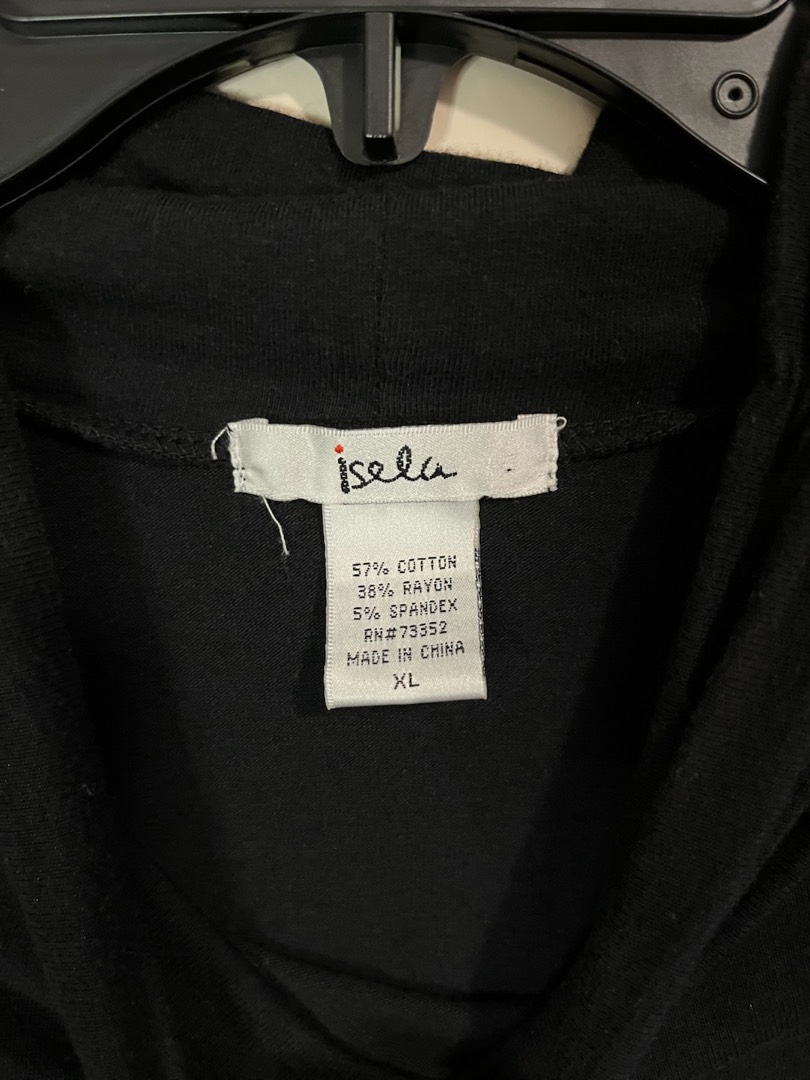 isela
57% COTTON
38% RAYON
5% SPANDEX
RN#73352
MADE IN CHINA
XL